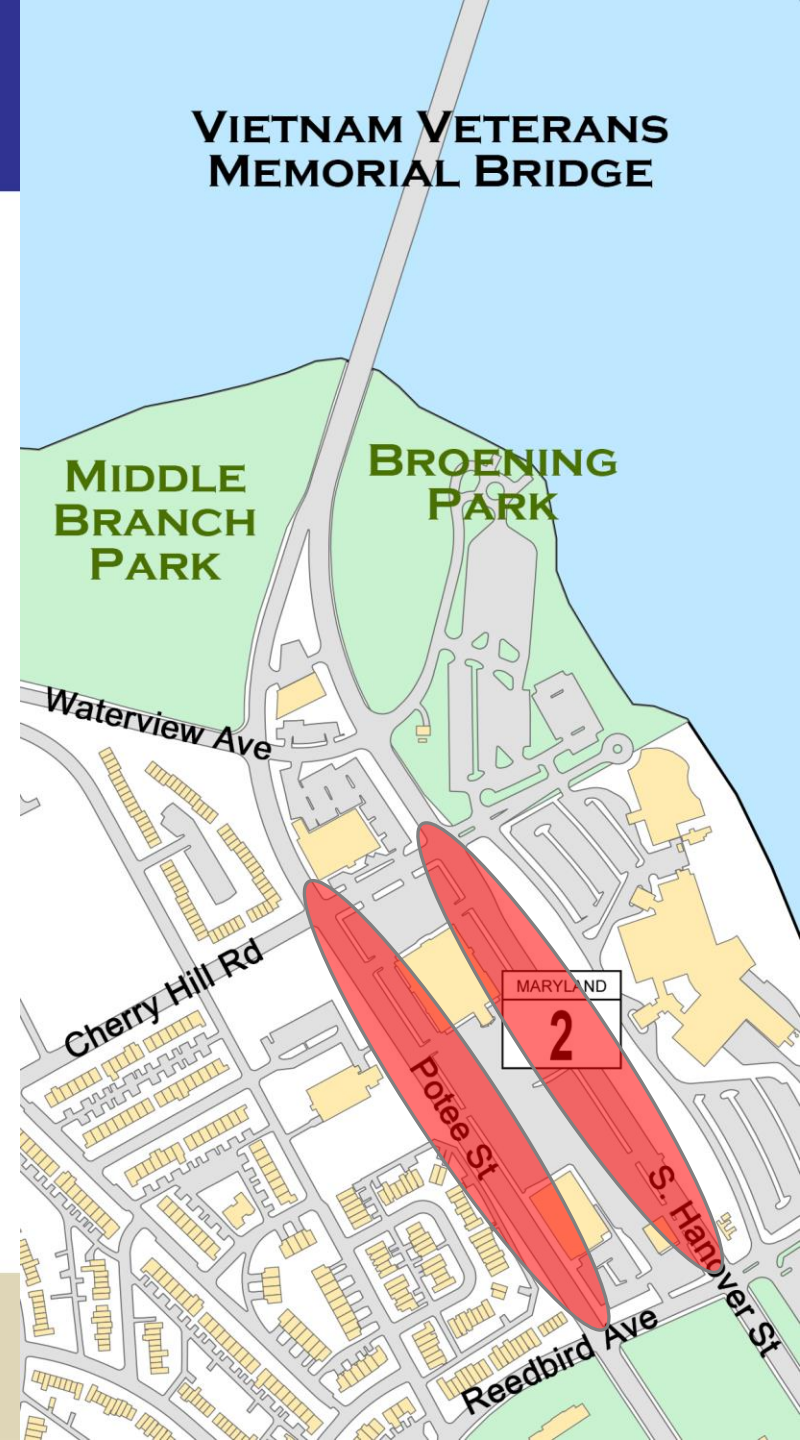 VIETNAM VETERANS
MEMORIAL BRIDGE
MIDDLE
BRANCH
PARK
BROENING
PARK
Waterview Ave
Cherry Hill Rd
MARYLAND
2
Potee St
S. Hanover St
Reedbird Ave